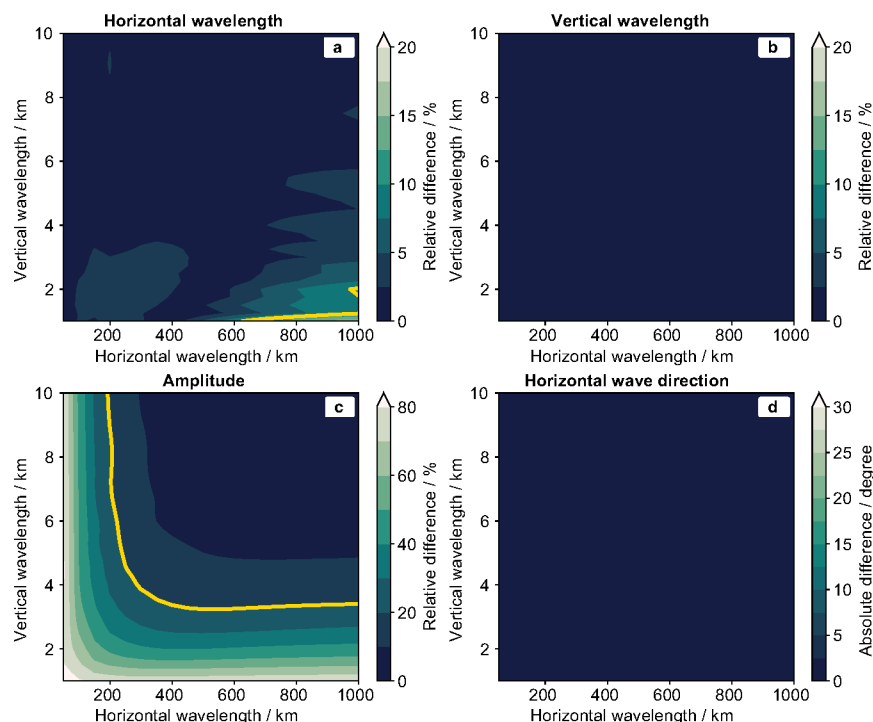 Horizontal wavelength
a
10
8
6
4
2
200 400 600 800 1000
Vertical wavelength / km
Horizontal wavelength / km
20
15
10
5
0
Relative difference / %
Vertical wavelength
b
10
8
6
4
2
200 400 600 800 1000
Vertical wavelength / km
Horizontal wavelength / km
20
15
10
5
0
Relative difference / %
Amplitude
c
10
8
6
4
2
200 400 600 800 1000
Vertical wavelength / km
Horizontal wavelength / km
80
60
40
20
0
Relative difference / %
Horizontal wave direction
d
10
8
6
4
2
200 400 600 800 1000
Vertical wavelength / km
Horizontal wavelength / km
30
25
20
15
10
5
0
Absolute difference / degree